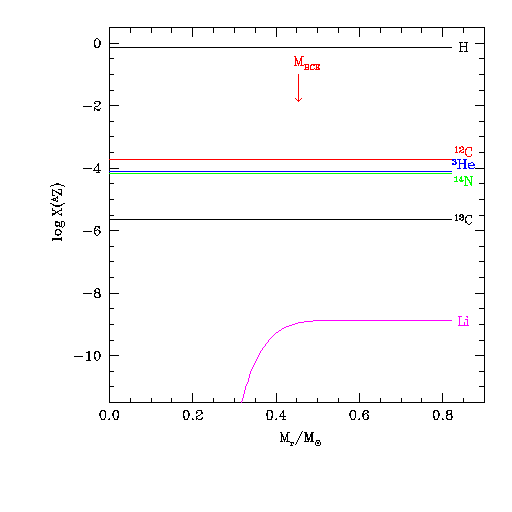 0
H
M_BCE
−2
¹²C
³He
−4
¹⁴N
log X(ᴬZ)
¹³C
−6
−8
Li
−10
0.0 0.2 0.4 0.6 0.8
M_r/M_⊙